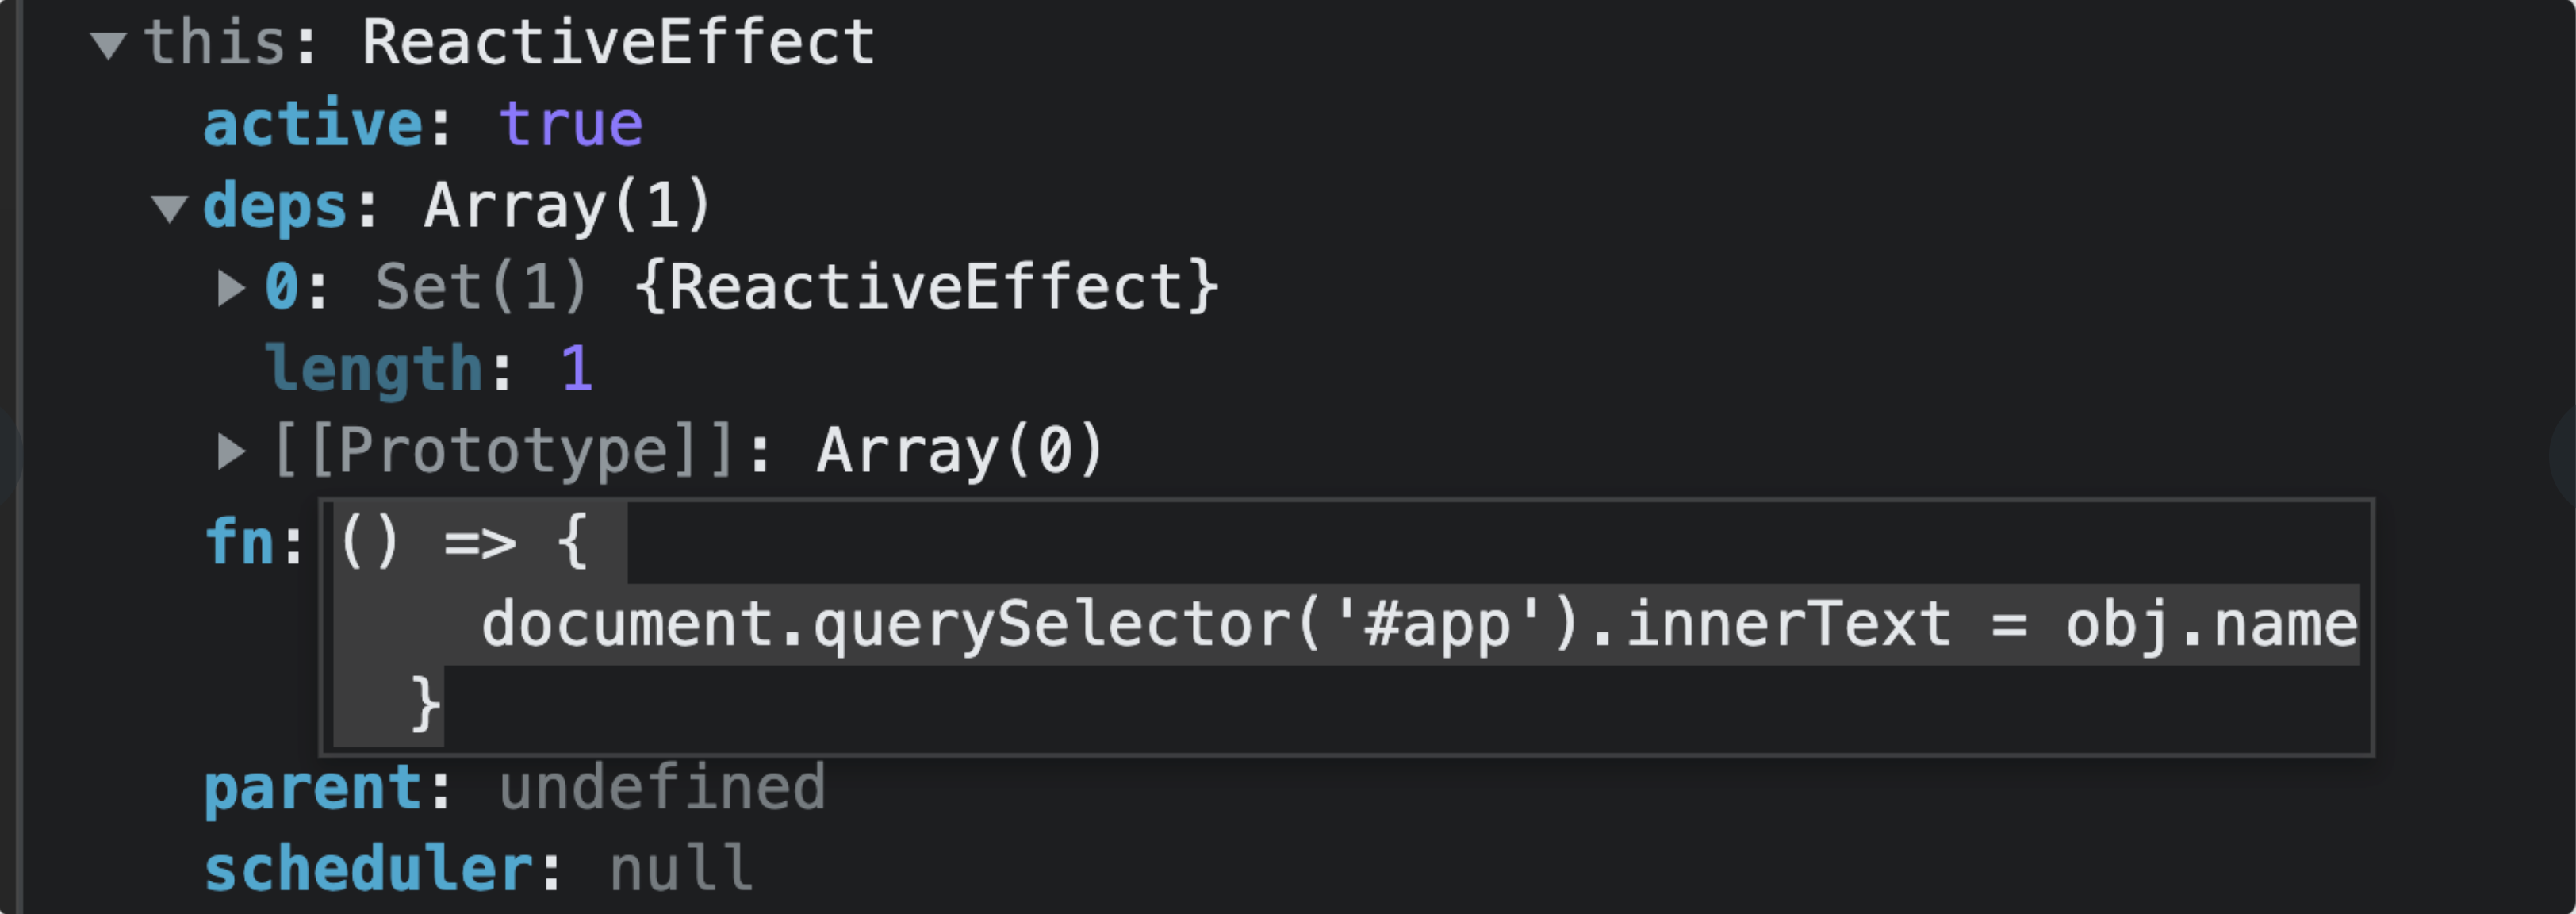 this: ReactiveEffect
active: true
deps: Array(1)
0: Set(1) {ReactiveEffect}
length: 1
[[Prototype]]: Array(0)
fn: () => {
document.querySelector('#app').innerText = obj.name
}
parent: undefined
scheduler: null